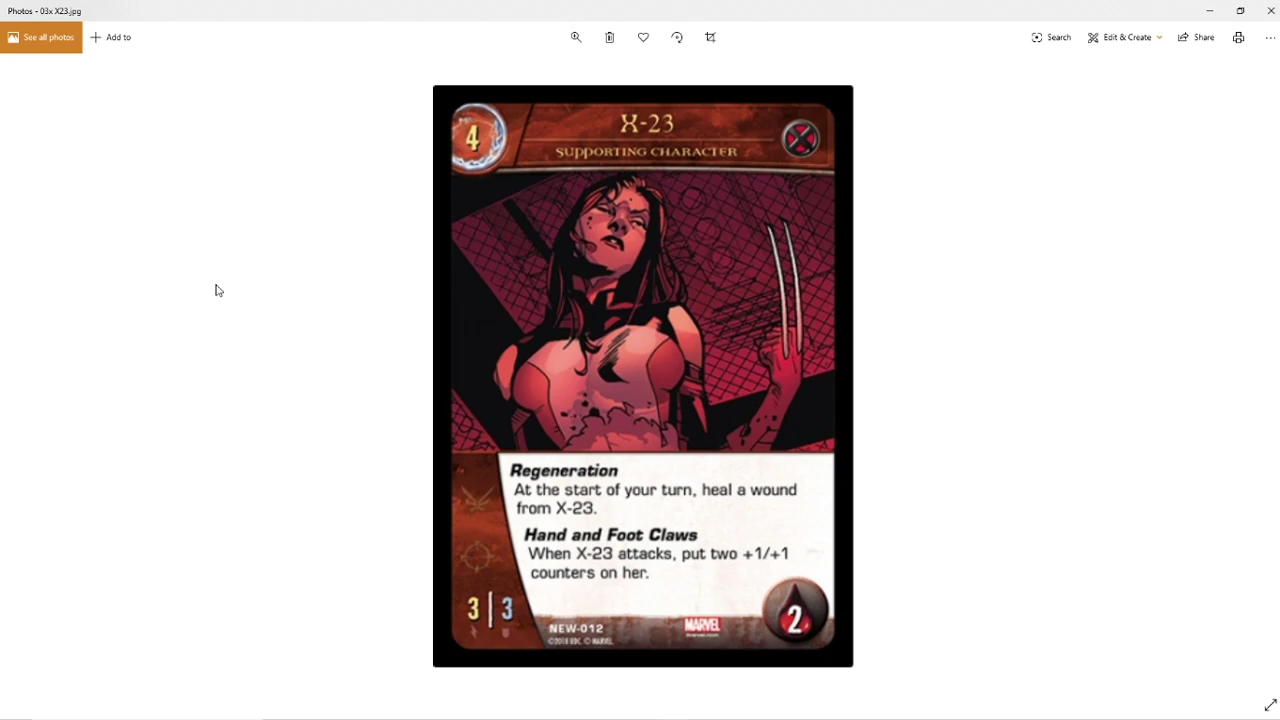 Photos - 03x X23.jpg
See all photos
Add to
Search
Edit & Create
Share
4
X-23
SUPPORTING CHARACTER
Regeneration
At the start of your turn, heal a wound
from X-23.
Hand and Foot Claws
When X-23 attacks, put two +1/+1
counters on her.
3 | 3
2
NEW-012
MARVEL
© MARVEL